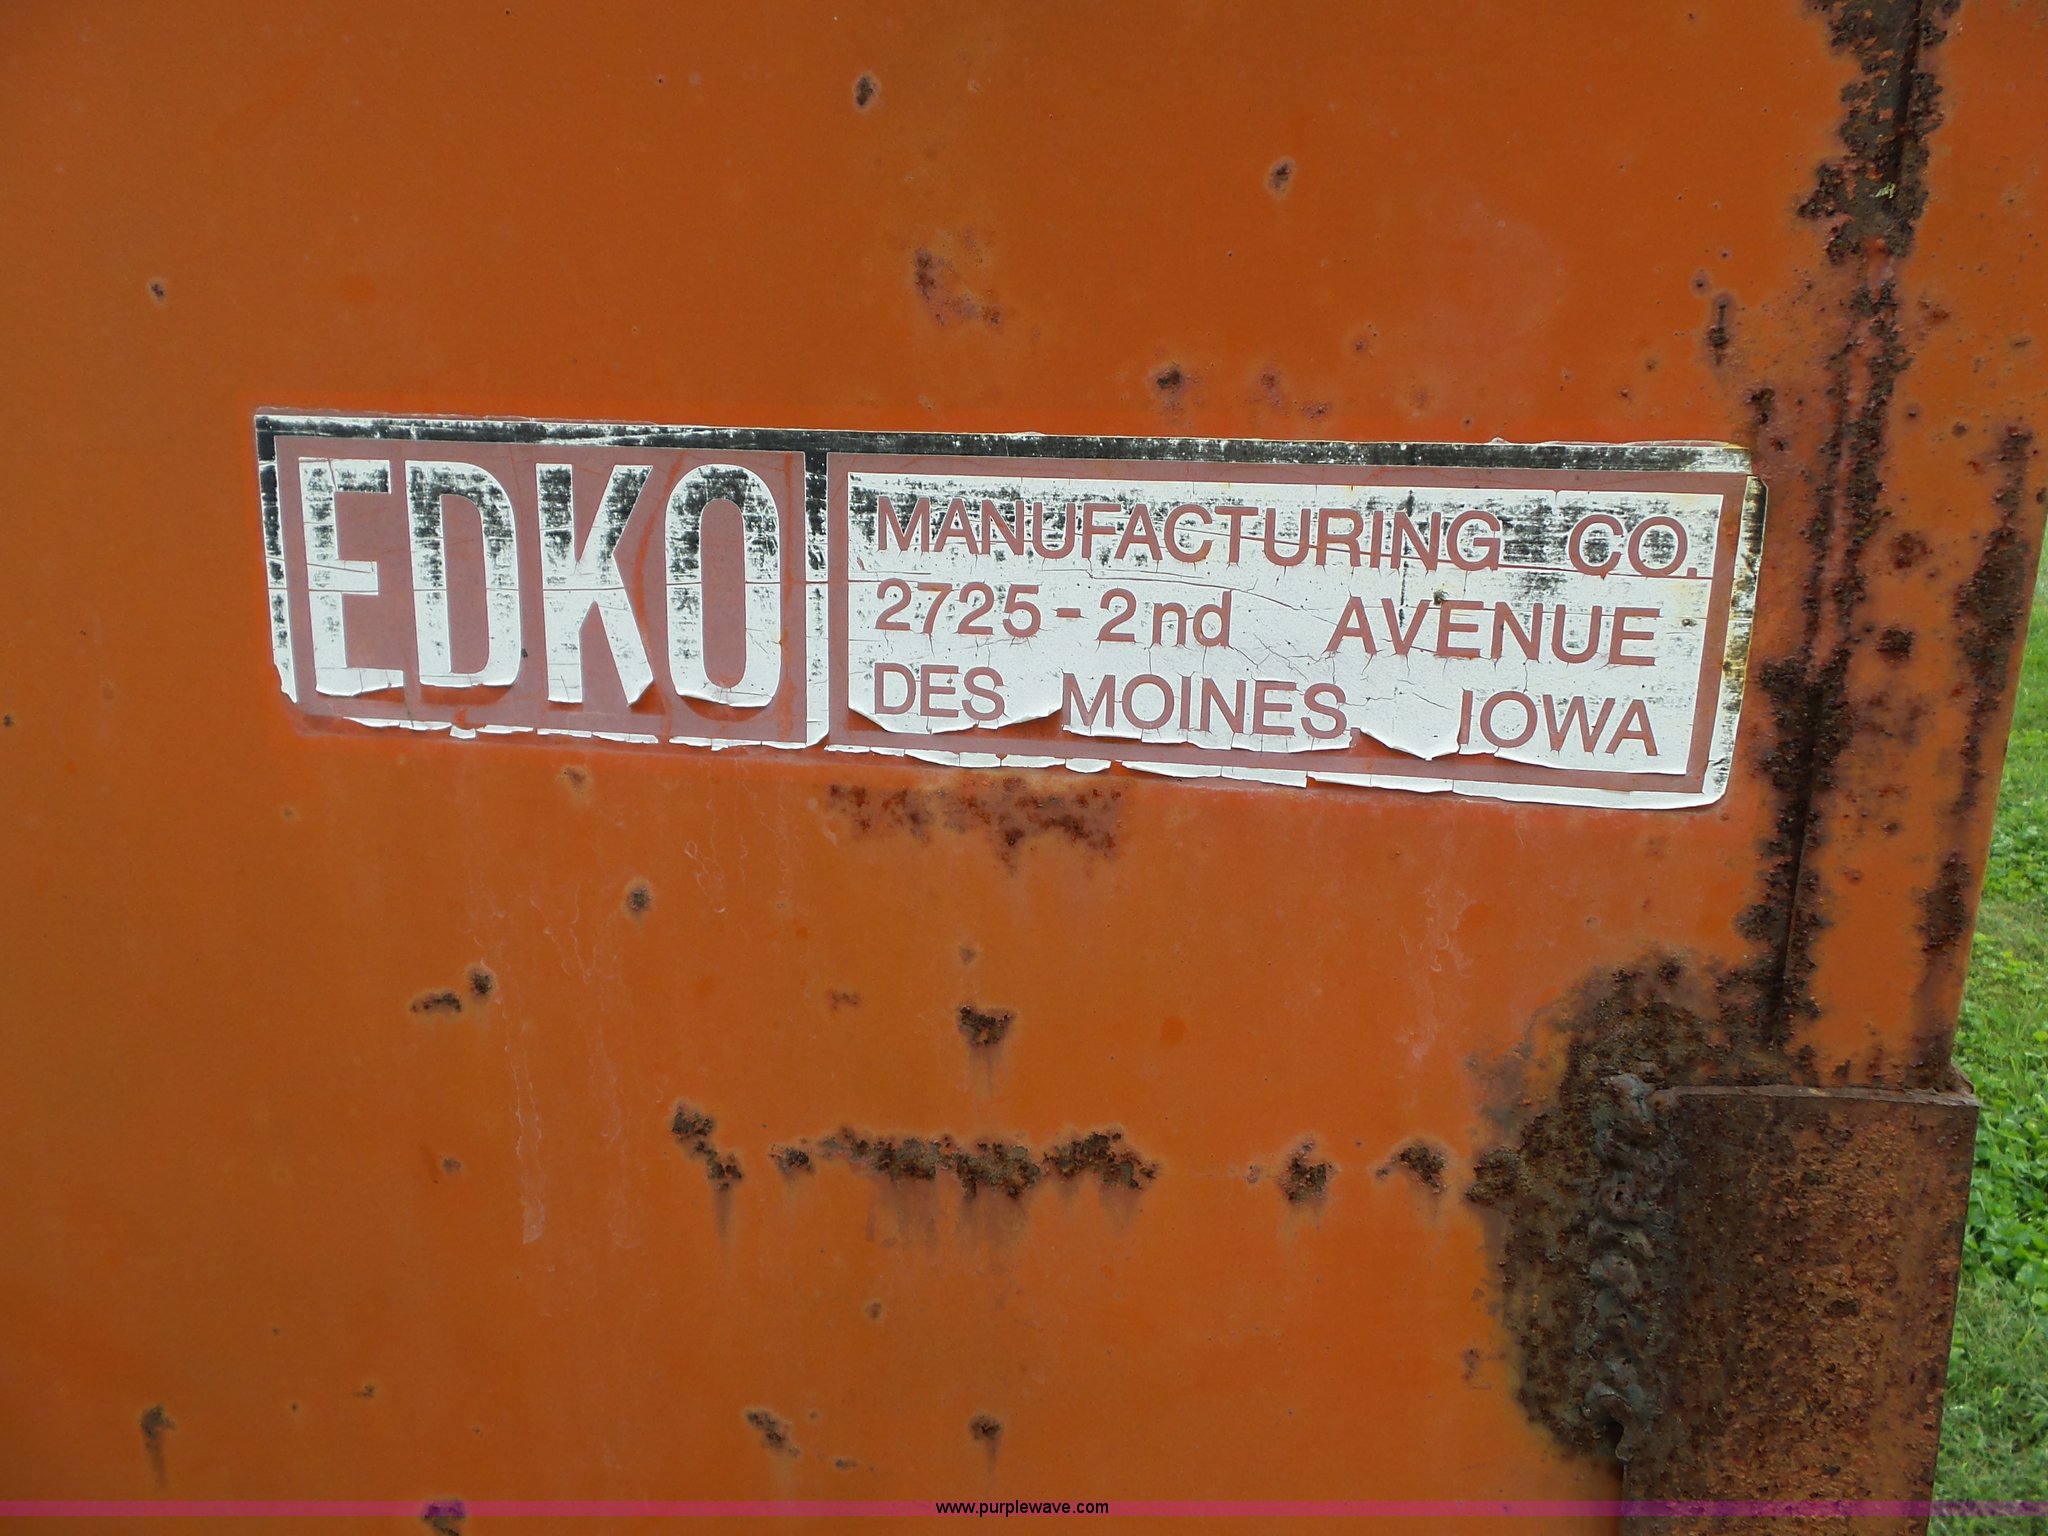 EDKO
MANUFACTURING CO.
2725-2nd AVENUE
DES MOINES, IOWA
www.purplewave.com